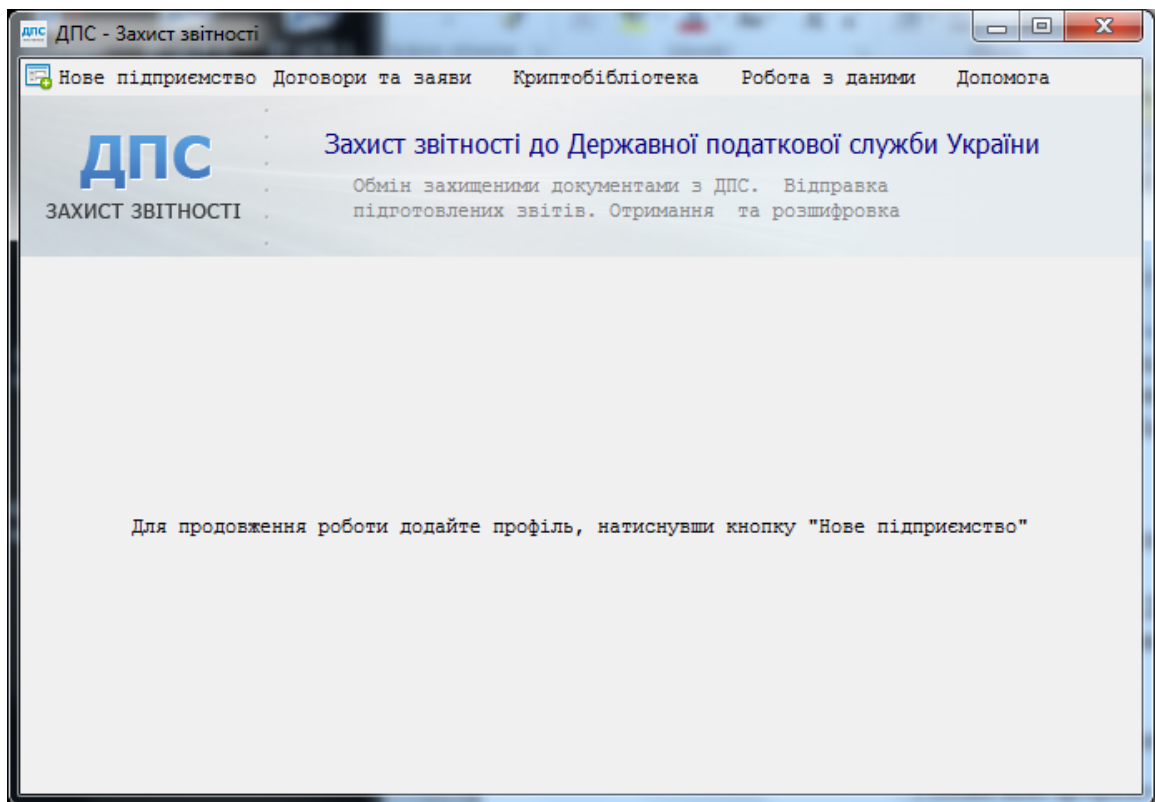 ДПС - Захист звітності
Нове підприємство Договори та заяви Криптобібліотека Робота з даними Допомога
ДПС
ЗАХИСТ ЗВІТНОСТІ
Захист звітності до Державної податкової служби України
Обмін захищеними документами з ДПС. Відправка
підготовлених звітів. Отримання та розшифровка
Для продовження роботи додайте профіль, натиснувши кнопку "Нове підприємство"